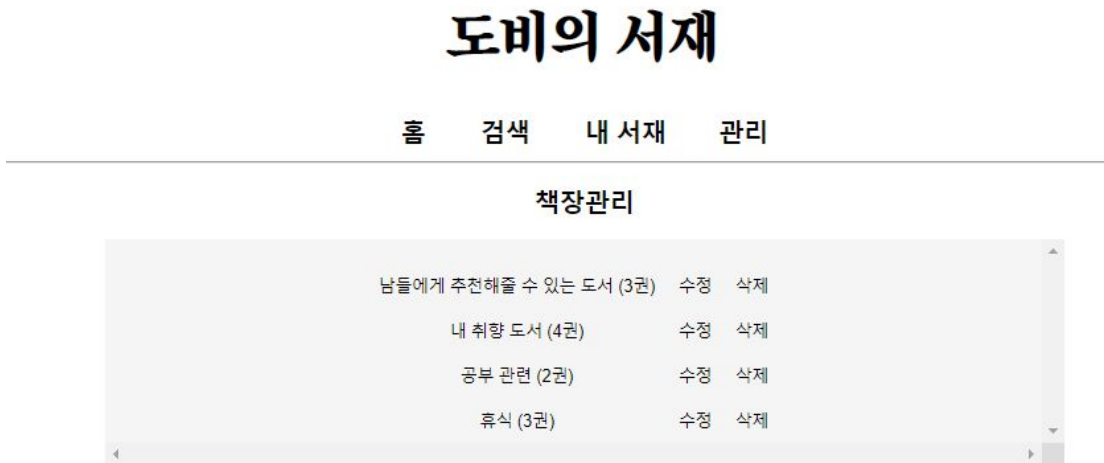 도비의 서재
홈 검색 내 서재 관리
책장관리
남들에게 추천해줄 수 있는 도서 (3권) 수정 삭제
내 취향 도서 (4권) 수정 삭제
공부 관련 (2권) 수정 삭제
휴식 (3권) 수정 삭제